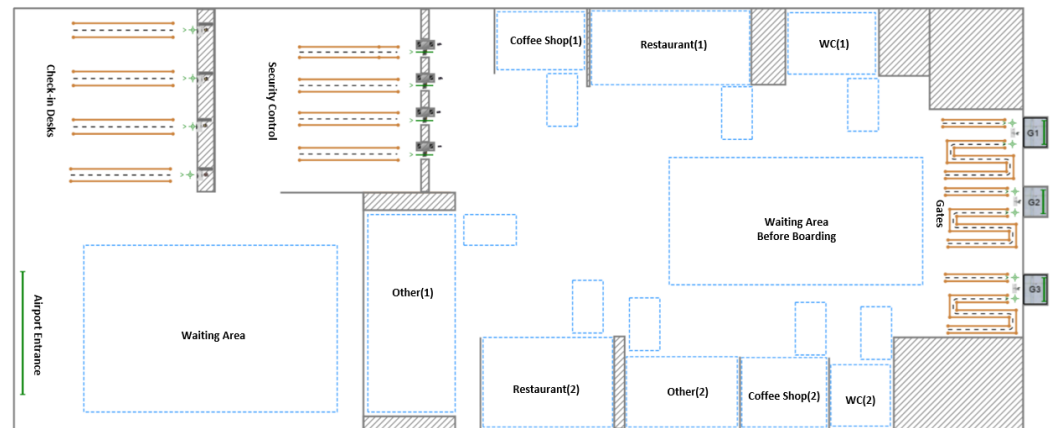 Coffee Shop(1)
Restaurant(1)
WC(1)
Check-in Desks
Security Control
G1
G2
G3
Gates
Waiting Area
Before Boarding
Other(1)
Airport Entrance
Waiting Area
Restaurant(2)
Other(2)
Coffee Shop(2)
WC(2)